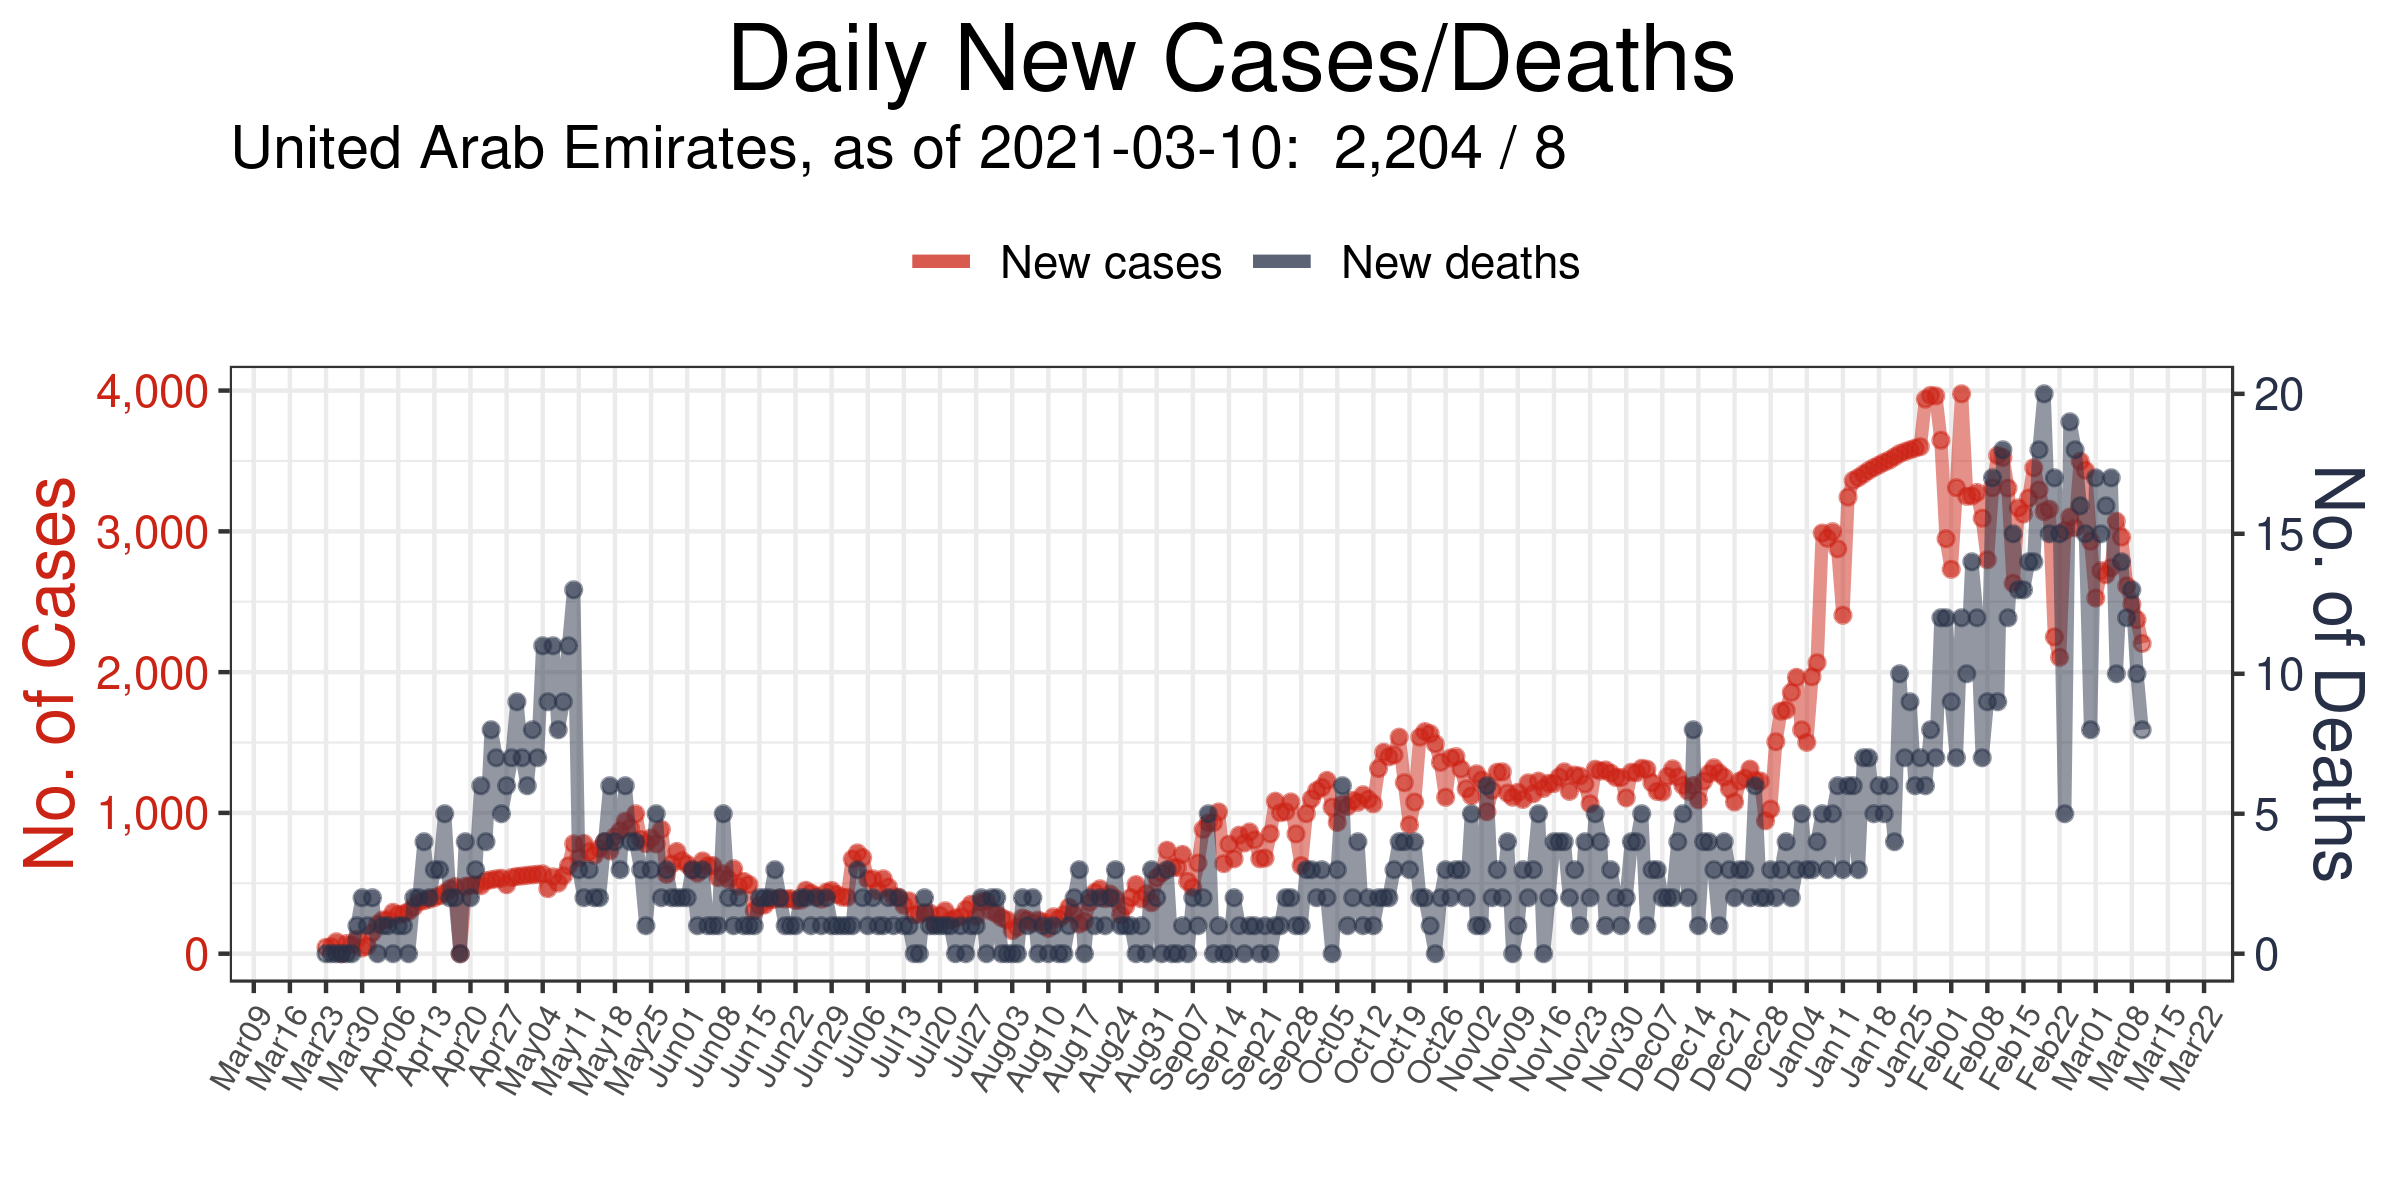 Daily New Cases/Deaths
United Arab Emirates, as of 2021-03-10:  2,204 / 8
New cases
New deaths
No. of Cases
4,000
3,000
2,000
1,000
0
20
15
10
5
0
No. of Deaths
Mar09
Mar16
Mar23
Mar30
Apr06
Apr13
Apr20
Apr27
May04
May11
May18
May25
Jun01
Jun08
Jun15
Jun22
Jun29
Jul06
Jul13
Jul20
Jul27
Aug03
Aug10
Aug17
Aug24
Aug31
Sep07
Sep14
Sep21
Sep28
Oct05
Oct12
Oct19
Oct26
Nov02
Nov09
Nov16
Nov23
Nov30
Dec07
Dec14
Dec21
Dec28
Jan04
Jan11
Jan18
Jan25
Feb01
Feb08
Feb15
Feb22
Mar01
Mar08
Mar15
Mar22